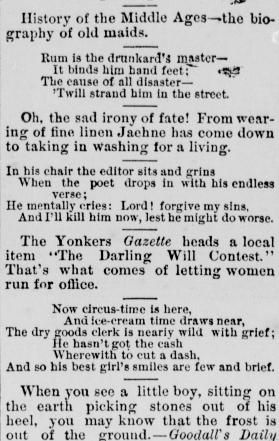 History of the Middle Ages—the bio-
graphy of old maids.
Rum is the drunkard's master—
It binds him hand feet;
The cause of all disaster—
'Twill strand him in the street.
Oh, the sad irony of fate! From wear-
ing of fine linen Jaehne has come down
to taking in washing for a living.
In his chair the editor sits and grins
When the poet drops in with his endless
verse;
He mentally cries: Lord! forgive my sins,
And I'll kill him now, lest he might do worse.
The Yonkers Gazette heads a local
item "The Darling Will Contest."
That's what comes of letting women
run for office.
Now circus-time is here,
And ice-cream time draws near,
The dry goods clerk is nearly wild with grief;
He hasn't got the cash
Wherewith to cut a dash,
And so his best girl's smiles are few and brief.
When you see a little boy, sitting on
the earth picking stones out of his
heel, you may know that the frost is
out of the ground.—Goodall's Daily